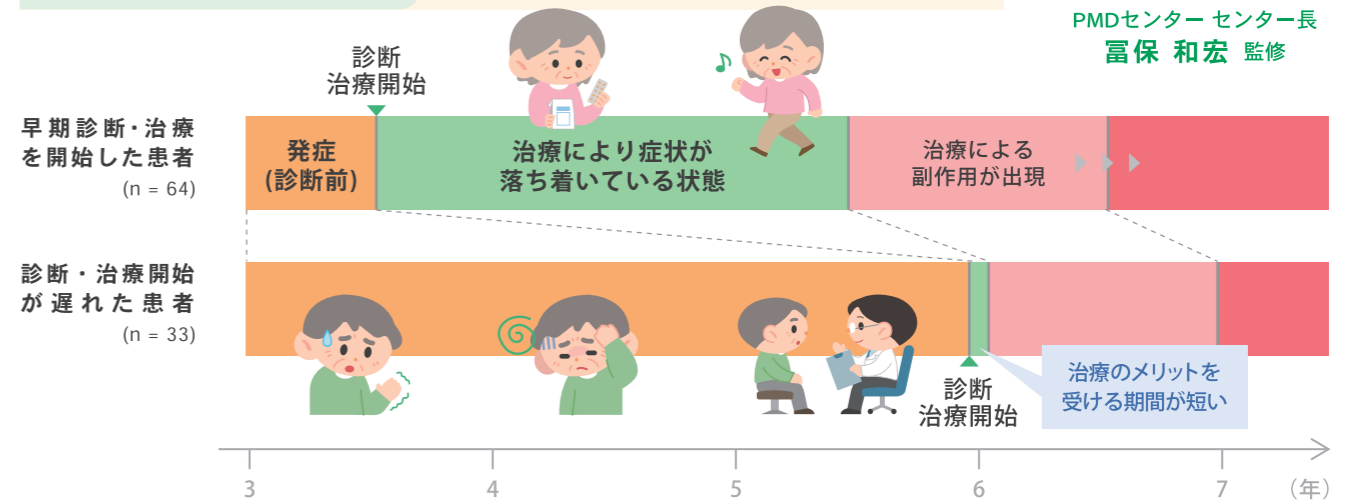 PMDセンター センター長
冨保 和宏 監修
診断
治療開始
早期診断・治療
を開始した患者
(n = 64)
発症
(診断前)
治療により症状が
落ち着いている状態
治療による
副作用が出現
診断・治療開始
が遅れた患者
(n = 33)
診断
治療開始
治療のメリットを
受ける期間が短い
3 4 5 6 7 (年)